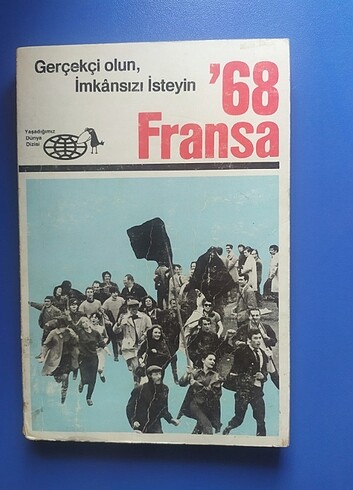 Gerçekçi olun,
İmkânsızı İsteyin
'68
Fransa
Yaşadığımız
Dünya
Dizisi